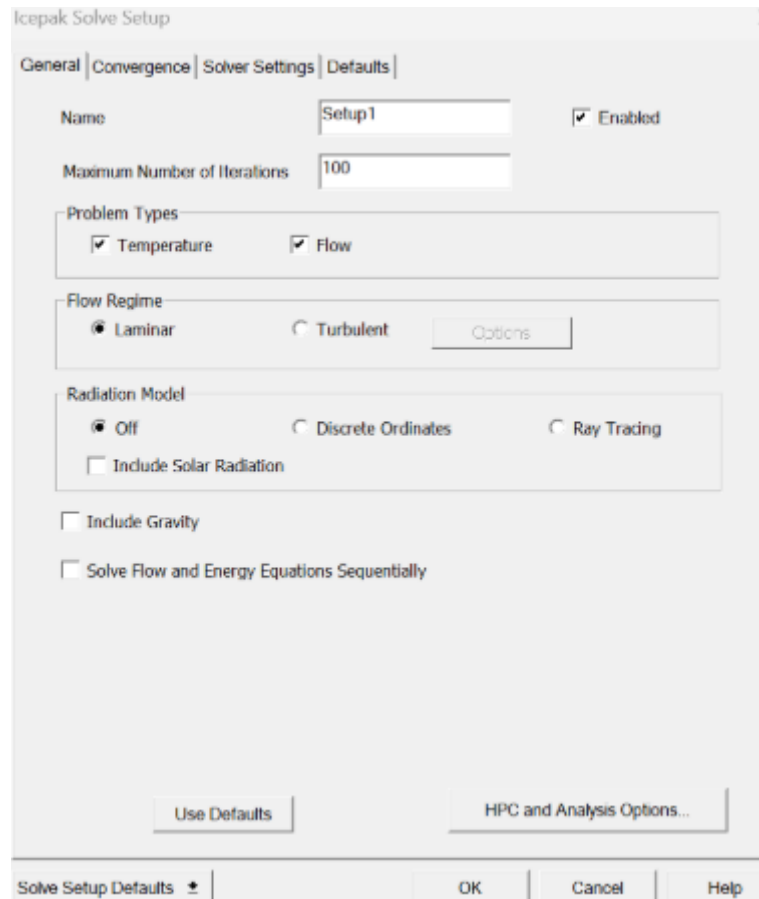 Icepak Solve Setup
General Convergence Solver Settings Defaults
Name Setup1 Enabled
Maximum Number of Iterations 100
Problem Types
Temperature Flow
Flow Regime
Laminar Turbulent Options
Radiation Model
Off Discrete Ordinates Ray Tracing
Include Solar Radiation
Include Gravity
Solve Flow and Energy Equations Sequentially
Use Defaults HPC and Analysis Options...
Solve Setup Defaults OK Cancel Help